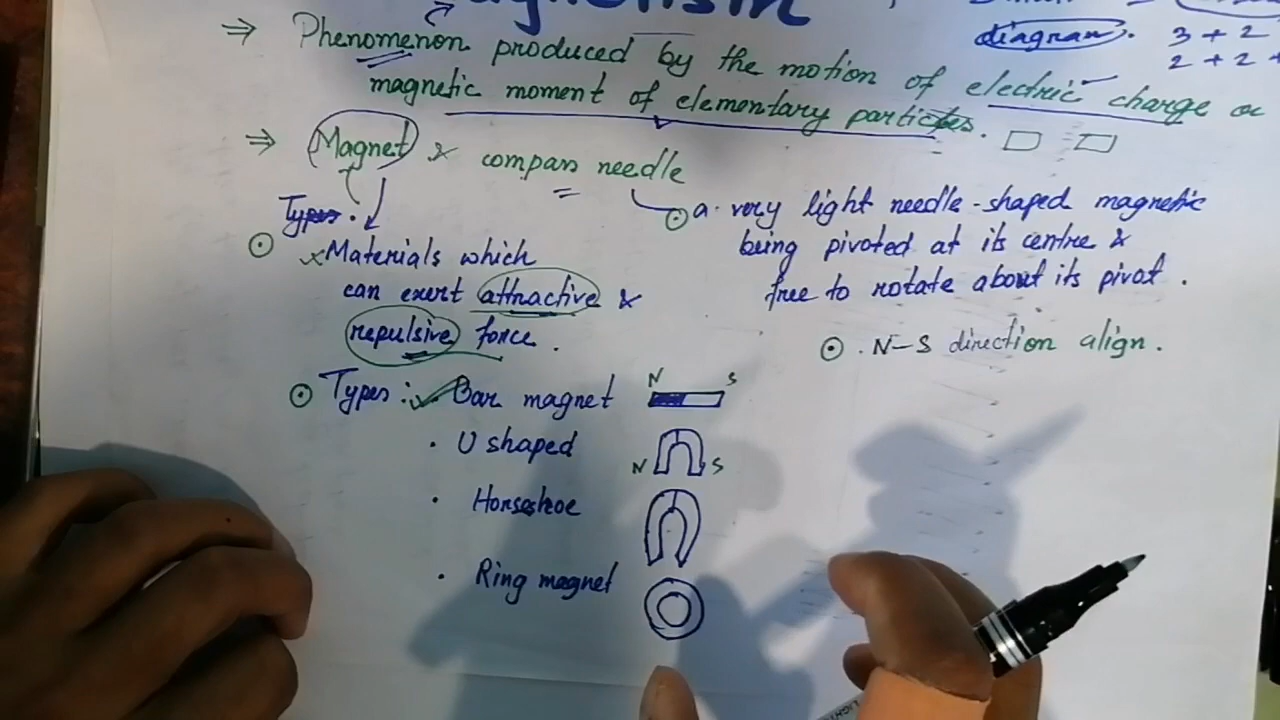 diagram.
3 + 2
2 + 2 +
⇒ Phenomenon produced by the motion of electric charge or
magnetic moment of elementary particles.
⇒ Magnet & compass needle
Types.
Materials which
can exert attractive &
repulsive force.
Types:
Bar magnet N S
• U shaped N S
• Horseshoe
• Ring magnet
a very light needle-shaped magnetic
being pivoted at its centre &
free to rotate about its pivot.
N-S direction align.